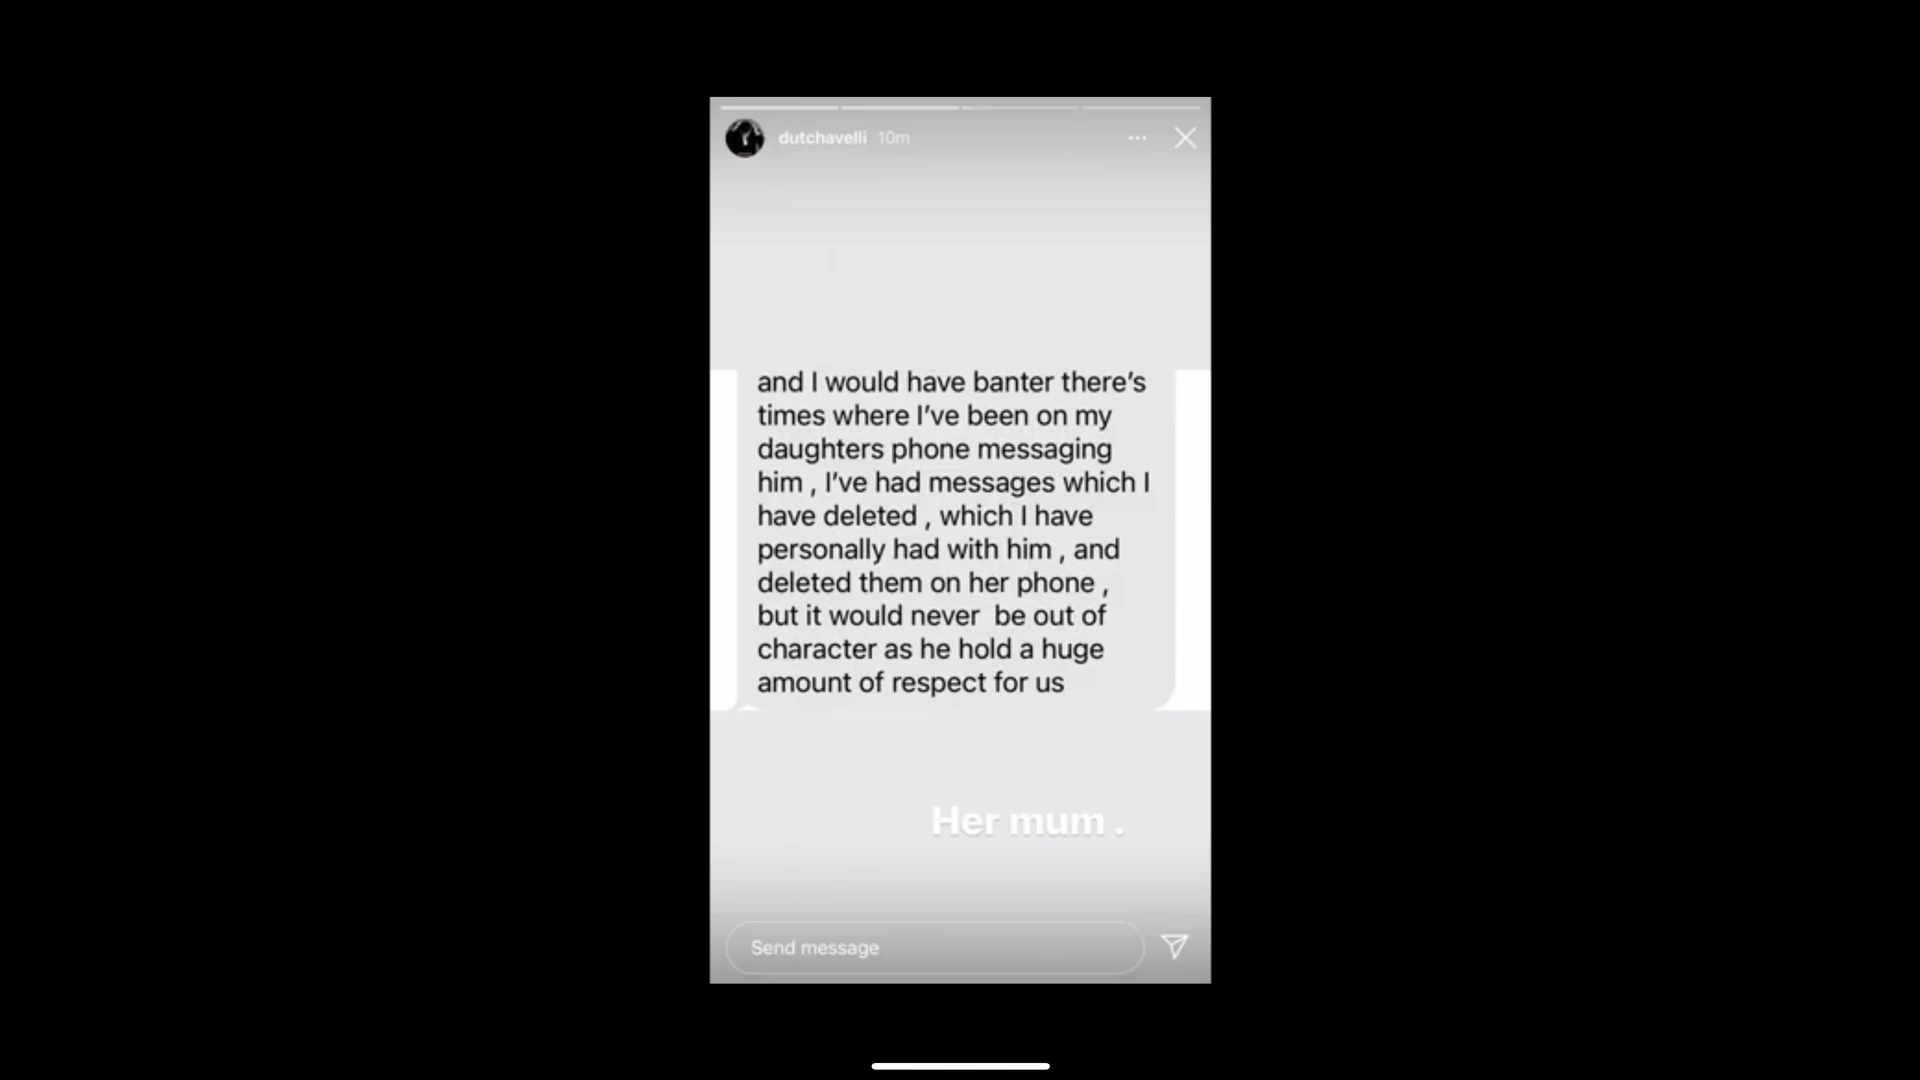 dutchavelli 10m
and I would have banter there’s
times where I’ve been on my
daughters phone messaging
him , I’ve had messages which I
have deleted , which I have
personally had with him , and
deleted them on her phone ,
but it would never  be out of
character as he hold a huge
amount of respect for us
Her mum .
Send message